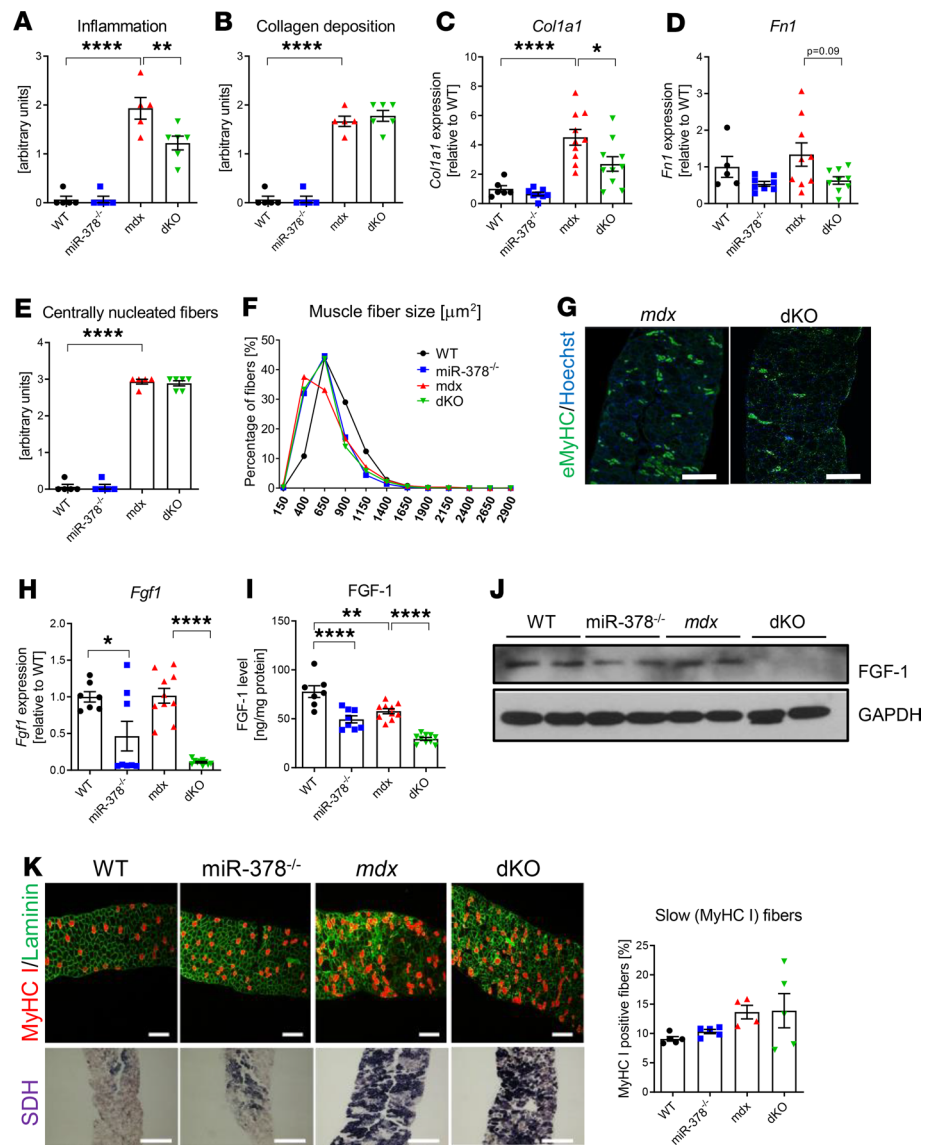 A
Inflammation
****
**
[arbitrary units]
3
2
1
0
WT
miR-378-/-
mdx
dKO
B
Collagen deposition
****
[arbitrary units]
3
2
1
0
WT
miR-378-/-
mdx
dKO
C
Col1a1
****
*
Col1a1 expression
[relative to WT]
10
8
6
4
2
0
WT
miR-378-/-
mdx
dKO
D
Fn1
p=0.09
Fn1 expression
[relative to WT]
4
3
2
1
0
WT
miR-378-/-
mdx
dKO
E
Centrally nucleated fibers
****
[arbitrary units]
4
3
2
1
0
WT
miR-378-/-
mdx
dKO
F
Muscle fiber size [μm2]
Percentage of fibers [%]
50
40
30
20
10
0
WT
miR-378-/-
mdx
dKO
150
400
650
900
1150
1400
1650
1900
2150
2400
2650
2900
G
mdx
dKO
eMyHC/Hoechst
H
Fgf1
*
****
Fgf1 expression
[relative to WT]
2.0
1.5
1.0
0.5
0.0
WT
miR-378-/-
mdx
dKO
I
FGF-1
**
****
****
FGF-1 level
[ng/mg protein]
150
100
50
0
WT
miR-378-/-
mdx
dKO
J
WT
miR-378-/-
mdx
dKO
FGF-1
GAPDH
K
WT
miR-378-/-
mdx
dKO
MyHC I/Laminin
SDH
Slow (MyHC I) fibers
MyHC I positive fibers [%]
25
20
15
10
5
0
WT
miR-378-/-
mdx
dKO